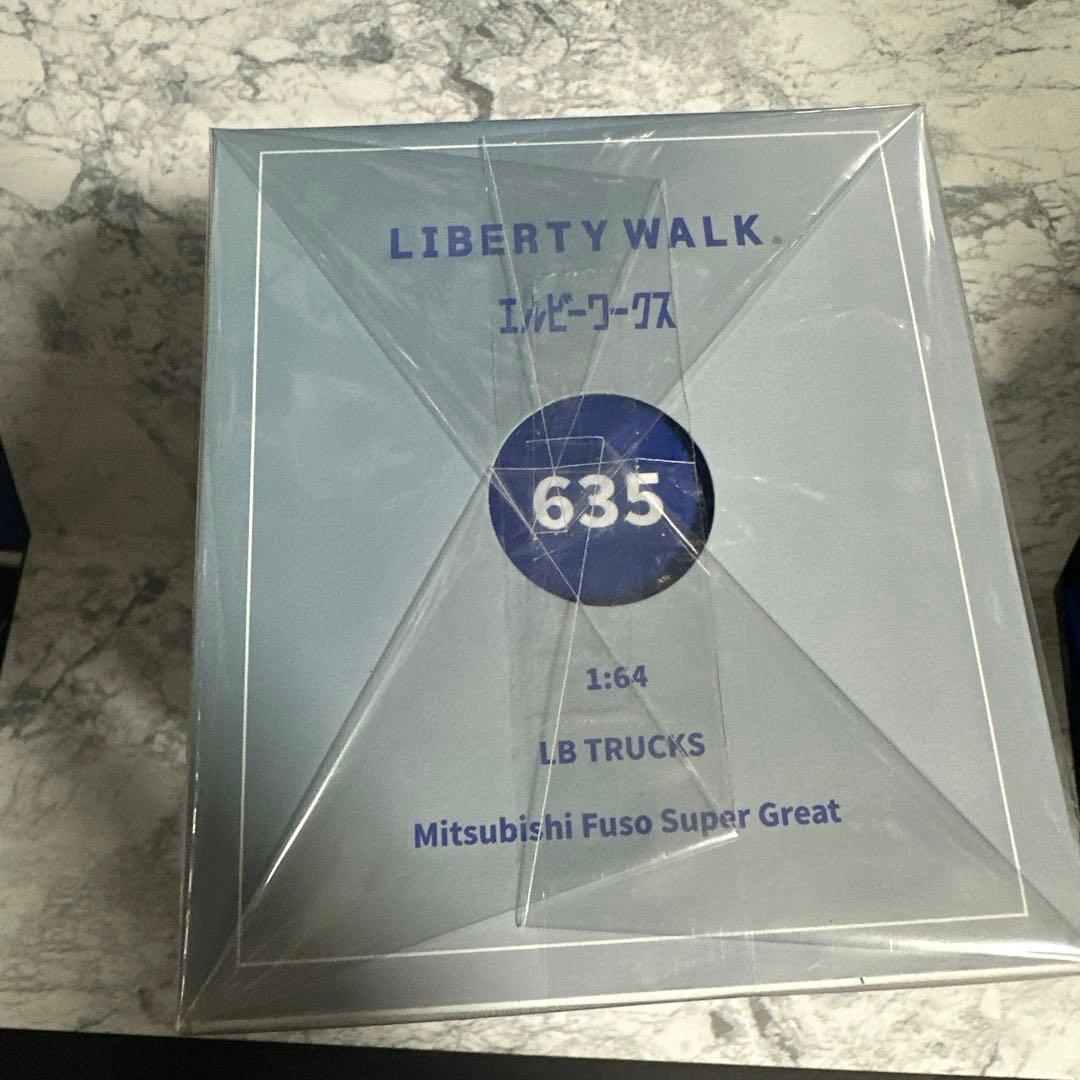 LIBERTY WALK®
エルビーワークス
635
1:64
LB TRUCKS
Mitsubishi Fuso Super Great